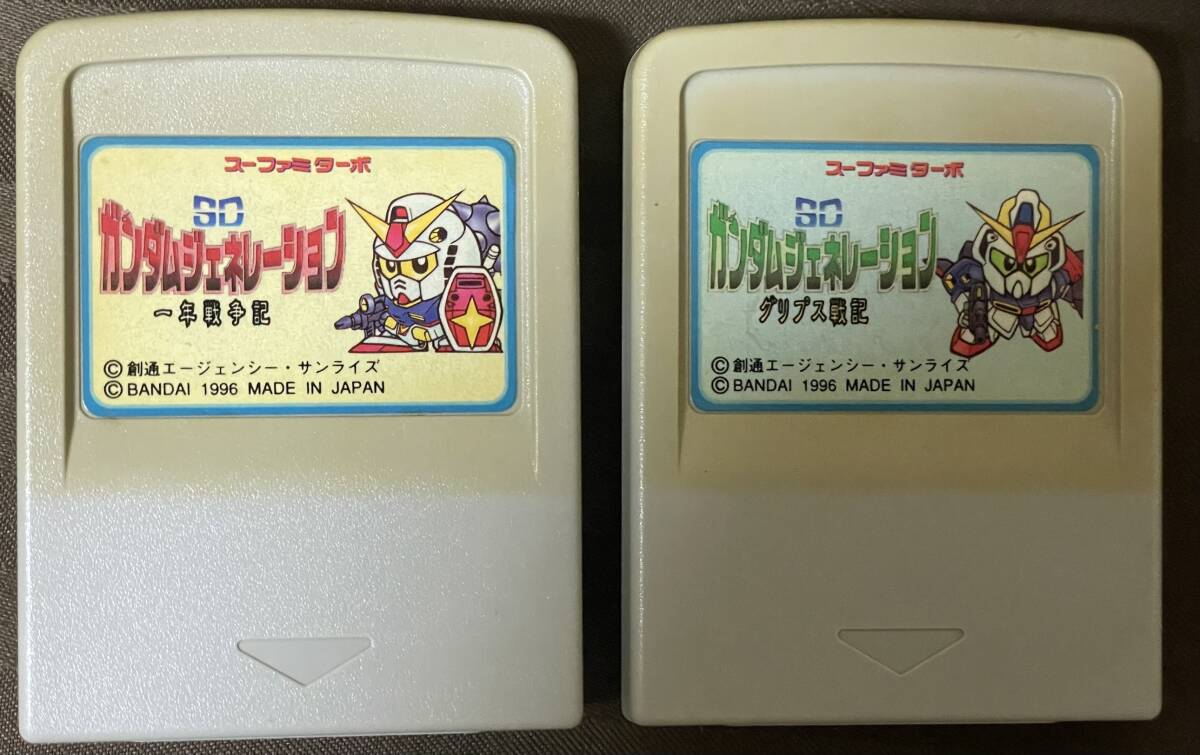 スーファミターボ
SD
ガンダムジェネレーション
一年戦争記
©創通エージェンシー・サンライズ
©BANDAI 1996 MADE IN JAPAN
スーファミターボ
SD
ガンダムジェネレーション
グリプス戦記
©創通エージェンシー・サンライズ
©BANDAI 1996 MADE IN JAPAN